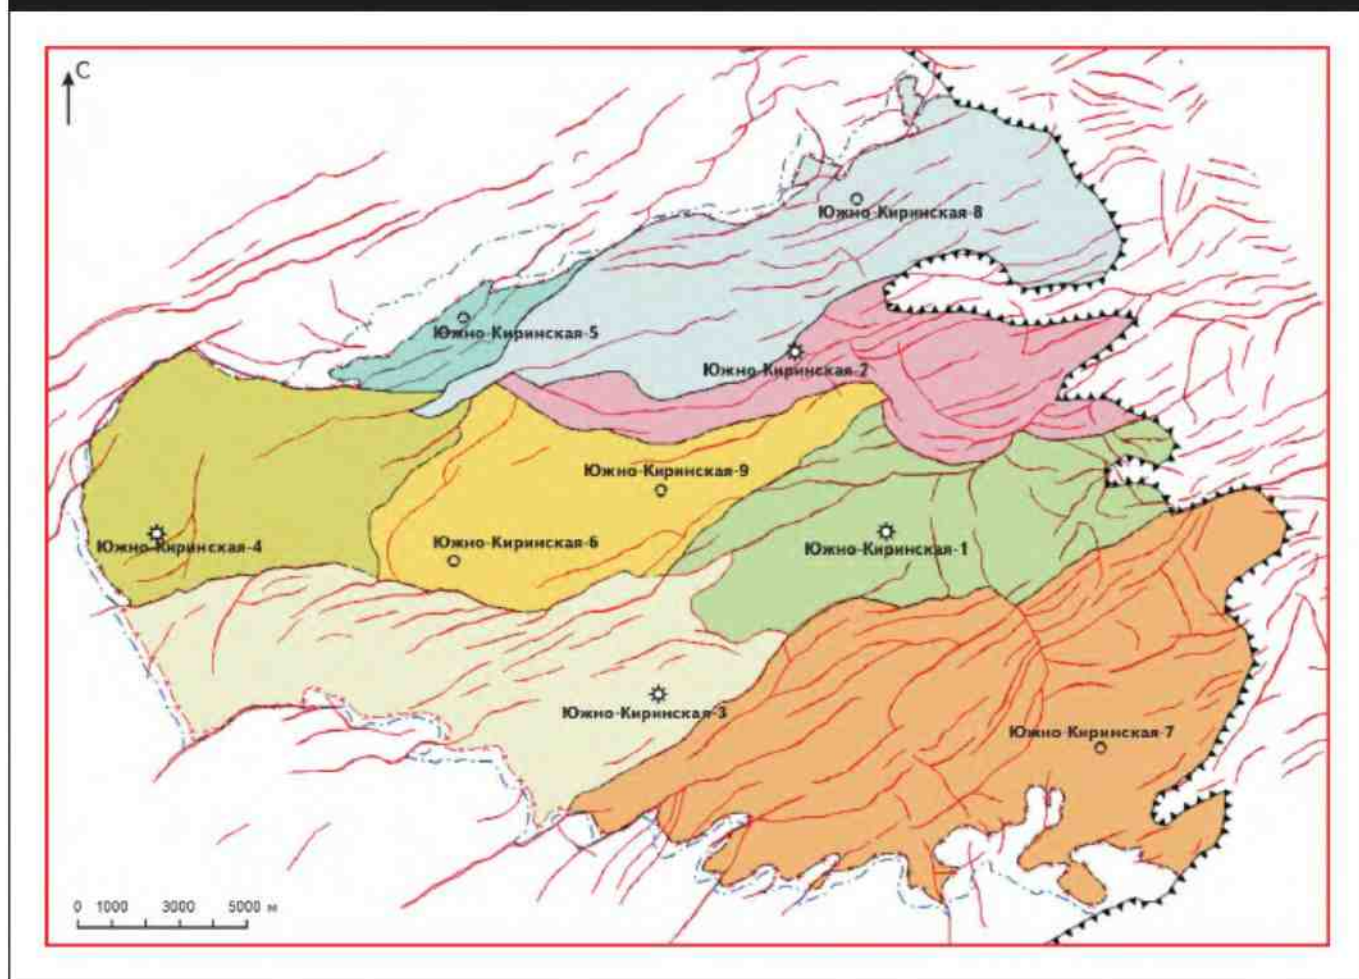 С
Южно-Киринская-8
Южно-Киринская-5
Южно-Киринская-2
Южно-Киринская-9
Южно-Киринская-6
Южно-Киринская-4
Южно-Киринская-1
Южно-Киринская-3
Южно-Киринская-7
0 1000 3000 5000 м